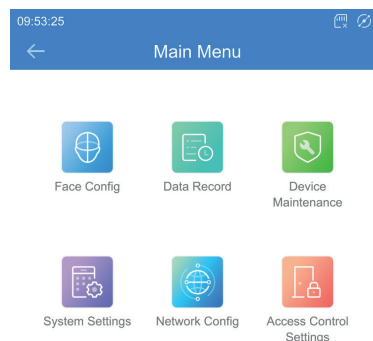 09:53:25
Main Menu
Face Config
Data Record
Device
Maintenance
System Settings
Network Config
Access Control
Settings